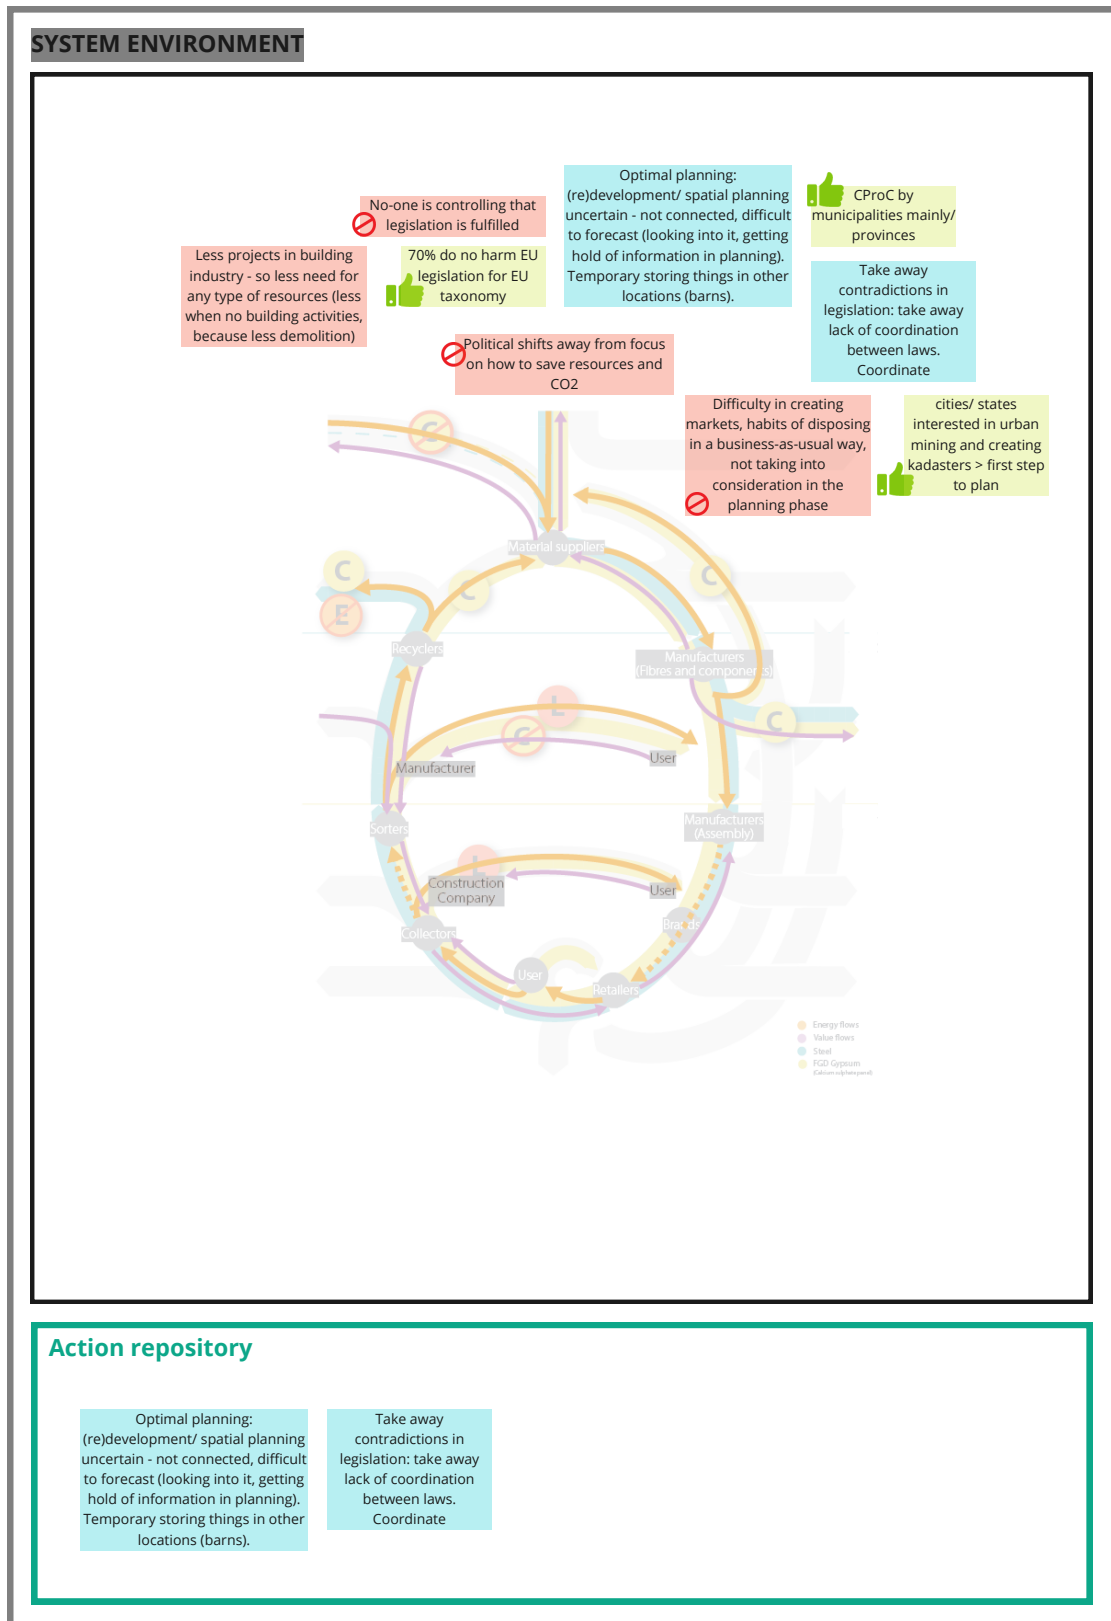 SYSTEM ENVIRONMENT
No-one is controlling that
legislation is fulfilled
Less projects in building
industry - so less need for
any type of resources (less
when no building activities,
because less demolition)
70% do no harm EU
legislation for EU
taxonomy
Optimal planning:
(re)development/ spatial planning
uncertain - not connected, difficult
to forecast (looking into it, getting
hold of information in planning).
Temporary storing things in other
locations (barns).
CProC by
municipalities mainly/
provinces
Take away
contradictions in
legislation: take away
lack of coordination
between laws.
Coordinate
Political shifts away from focus
on how to save resources and
CO2
Difficulty in creating
markets, habits of disposing
in a business-as-usual way,
not taking into
consideration in the
planning phase
cities/ states
interested in urban
mining and creating
kadasters > first step
to plan
C
Material suppliers
C
C
C
E
Recyclers
Manufacturers
(Fibres and components)
L
C
C
Manufacturer
User
Sorters
Manufacturers
(Assembly)
L
Construction
Company
User
Collectors
Brands
User
Retailers
Energy flows
Value flows
Steel
FGD Gypsum
(Calcium sulphate panel)
Action repository
Optimal planning:
(re)development/ spatial planning
uncertain - not connected, difficult
to forecast (looking into it, getting
hold of information in planning).
Temporary storing things in other
locations (barns).
Take away
contradictions in
legislation: take away
lack of coordination
between laws.
Coordinate